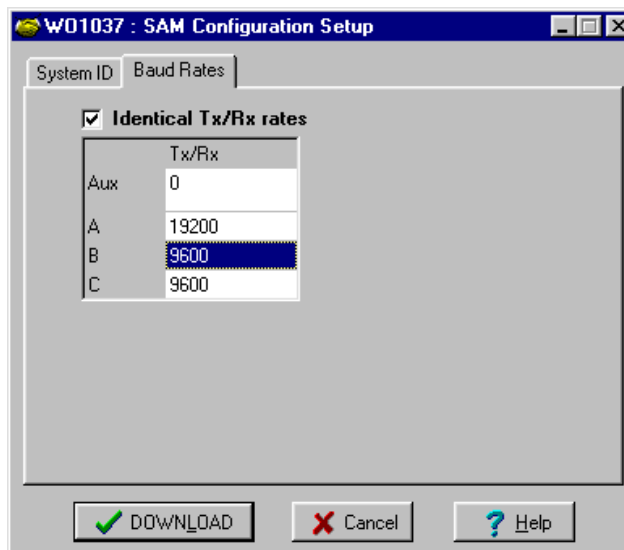 WO1037 : SAM Configuration Setup
System ID Baud Rates
Identical Tx/Rx rates
Tx/Rx
Aux 0
A 19200
B 9600
C 9600
DOWNLOAD Cancel Help